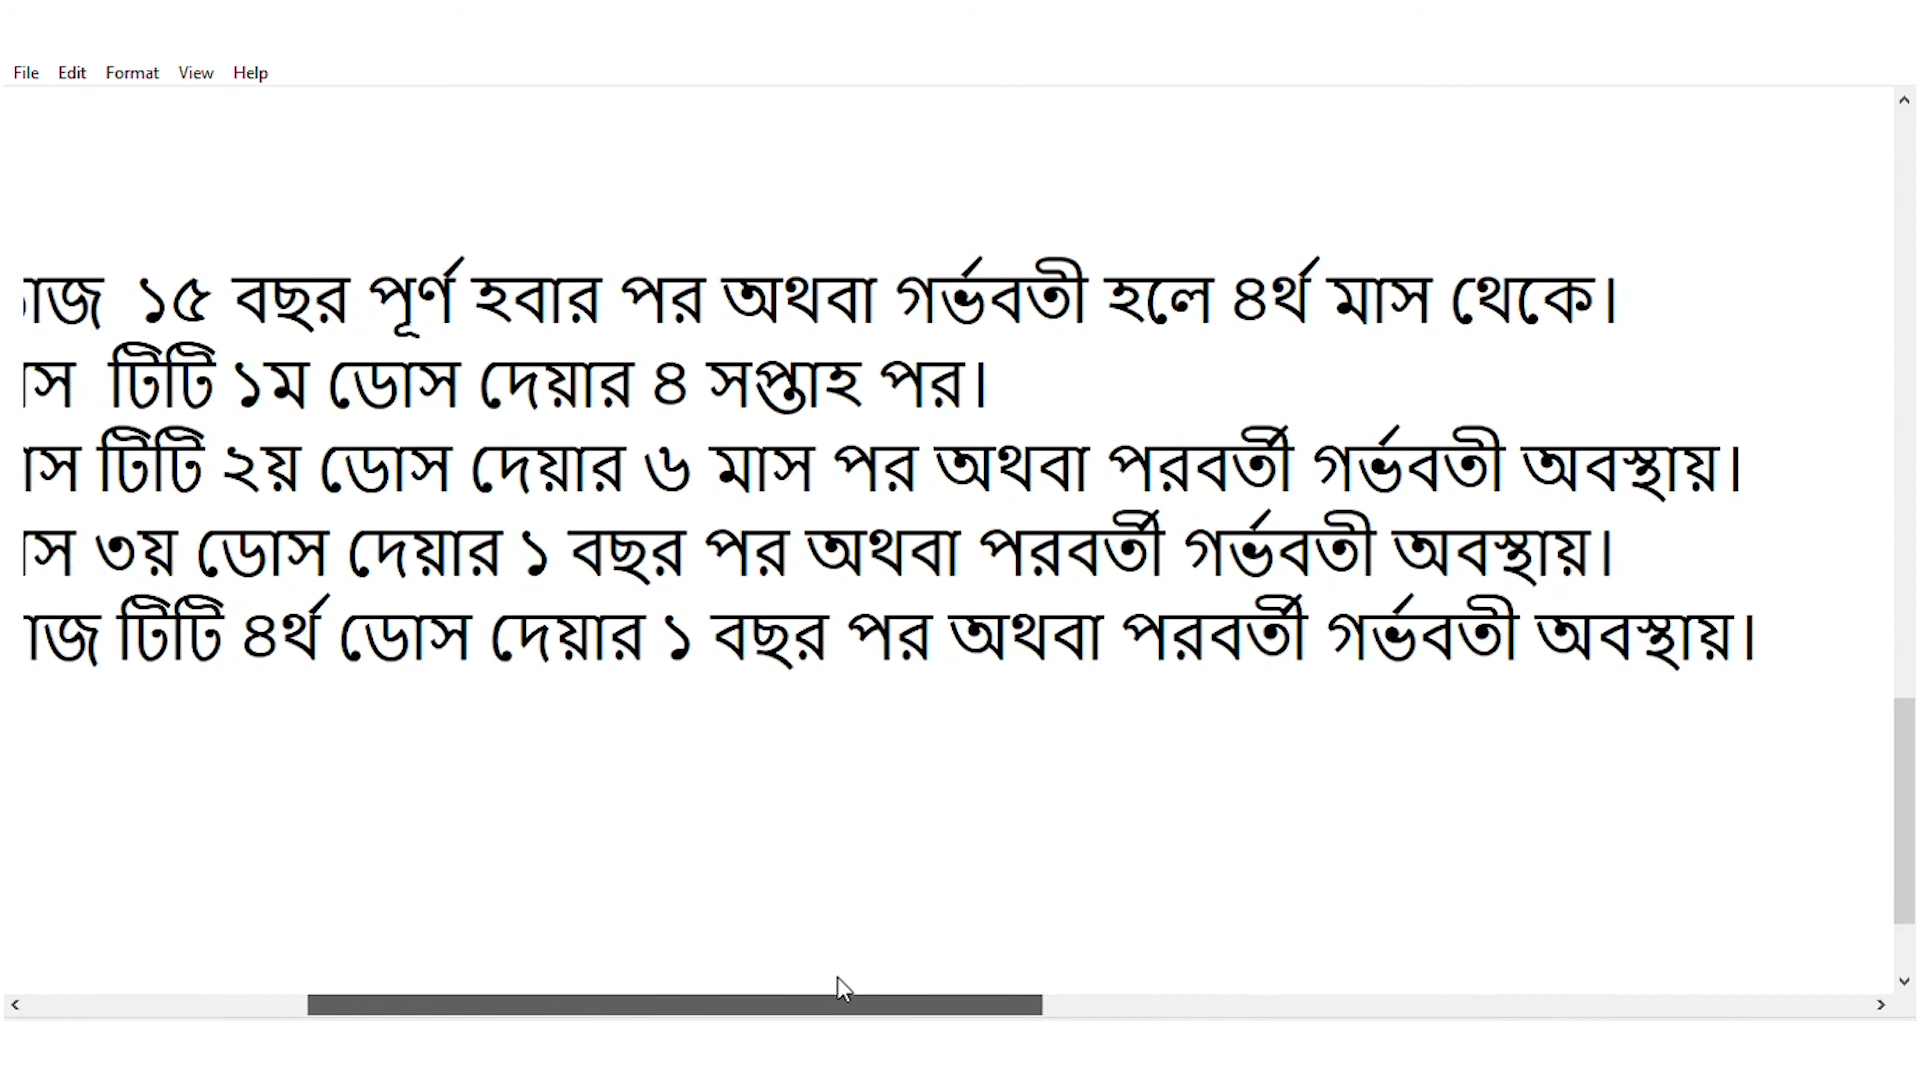 File Edit Format View Help
১৫ বছর পূর্ণ হবার পর অথবা গর্ভবতী হলে ৪র্থ মাস থেকে।
টিটি ১ম ডোস দেয়ার ৪ সপ্তাহ পর।
টিটি ২য় ডোস দেয়ার ৬ মাস পর অথবা পরবর্তী গর্ভবতী অবস্থায়।
৩য় ডোস দেয়ার ১ বছর পর অথবা পরবর্তী গর্ভবতী অবস্থায়।
টিটি ৪র্থ ডোস দেয়ার ১ বছর পর অথবা পরবর্তী গর্ভবতী অবস্থায়।